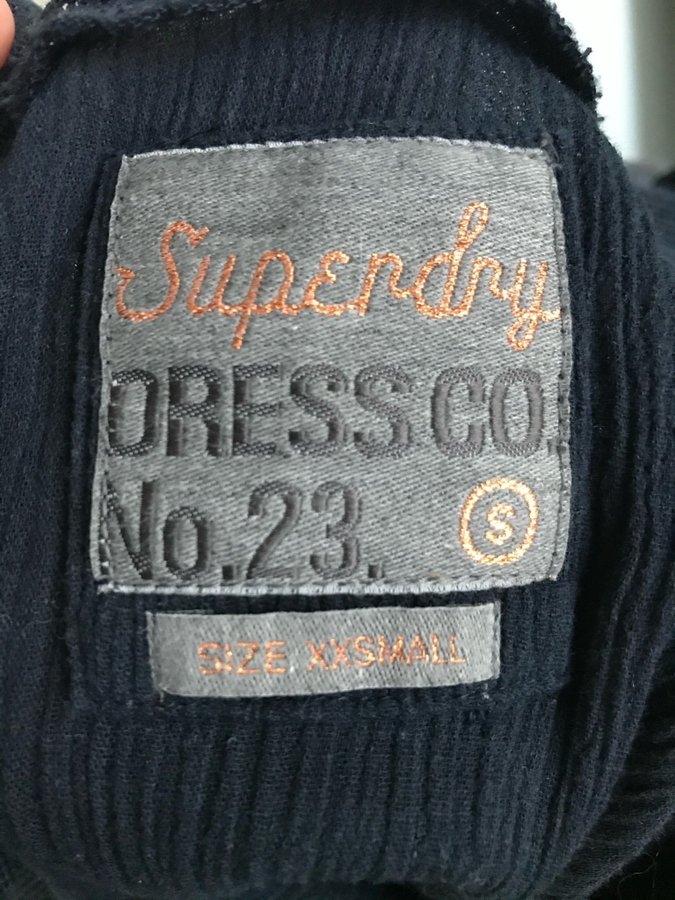 Superdry
DRESS CO.
No.23.
S
SIZE XXSMALL